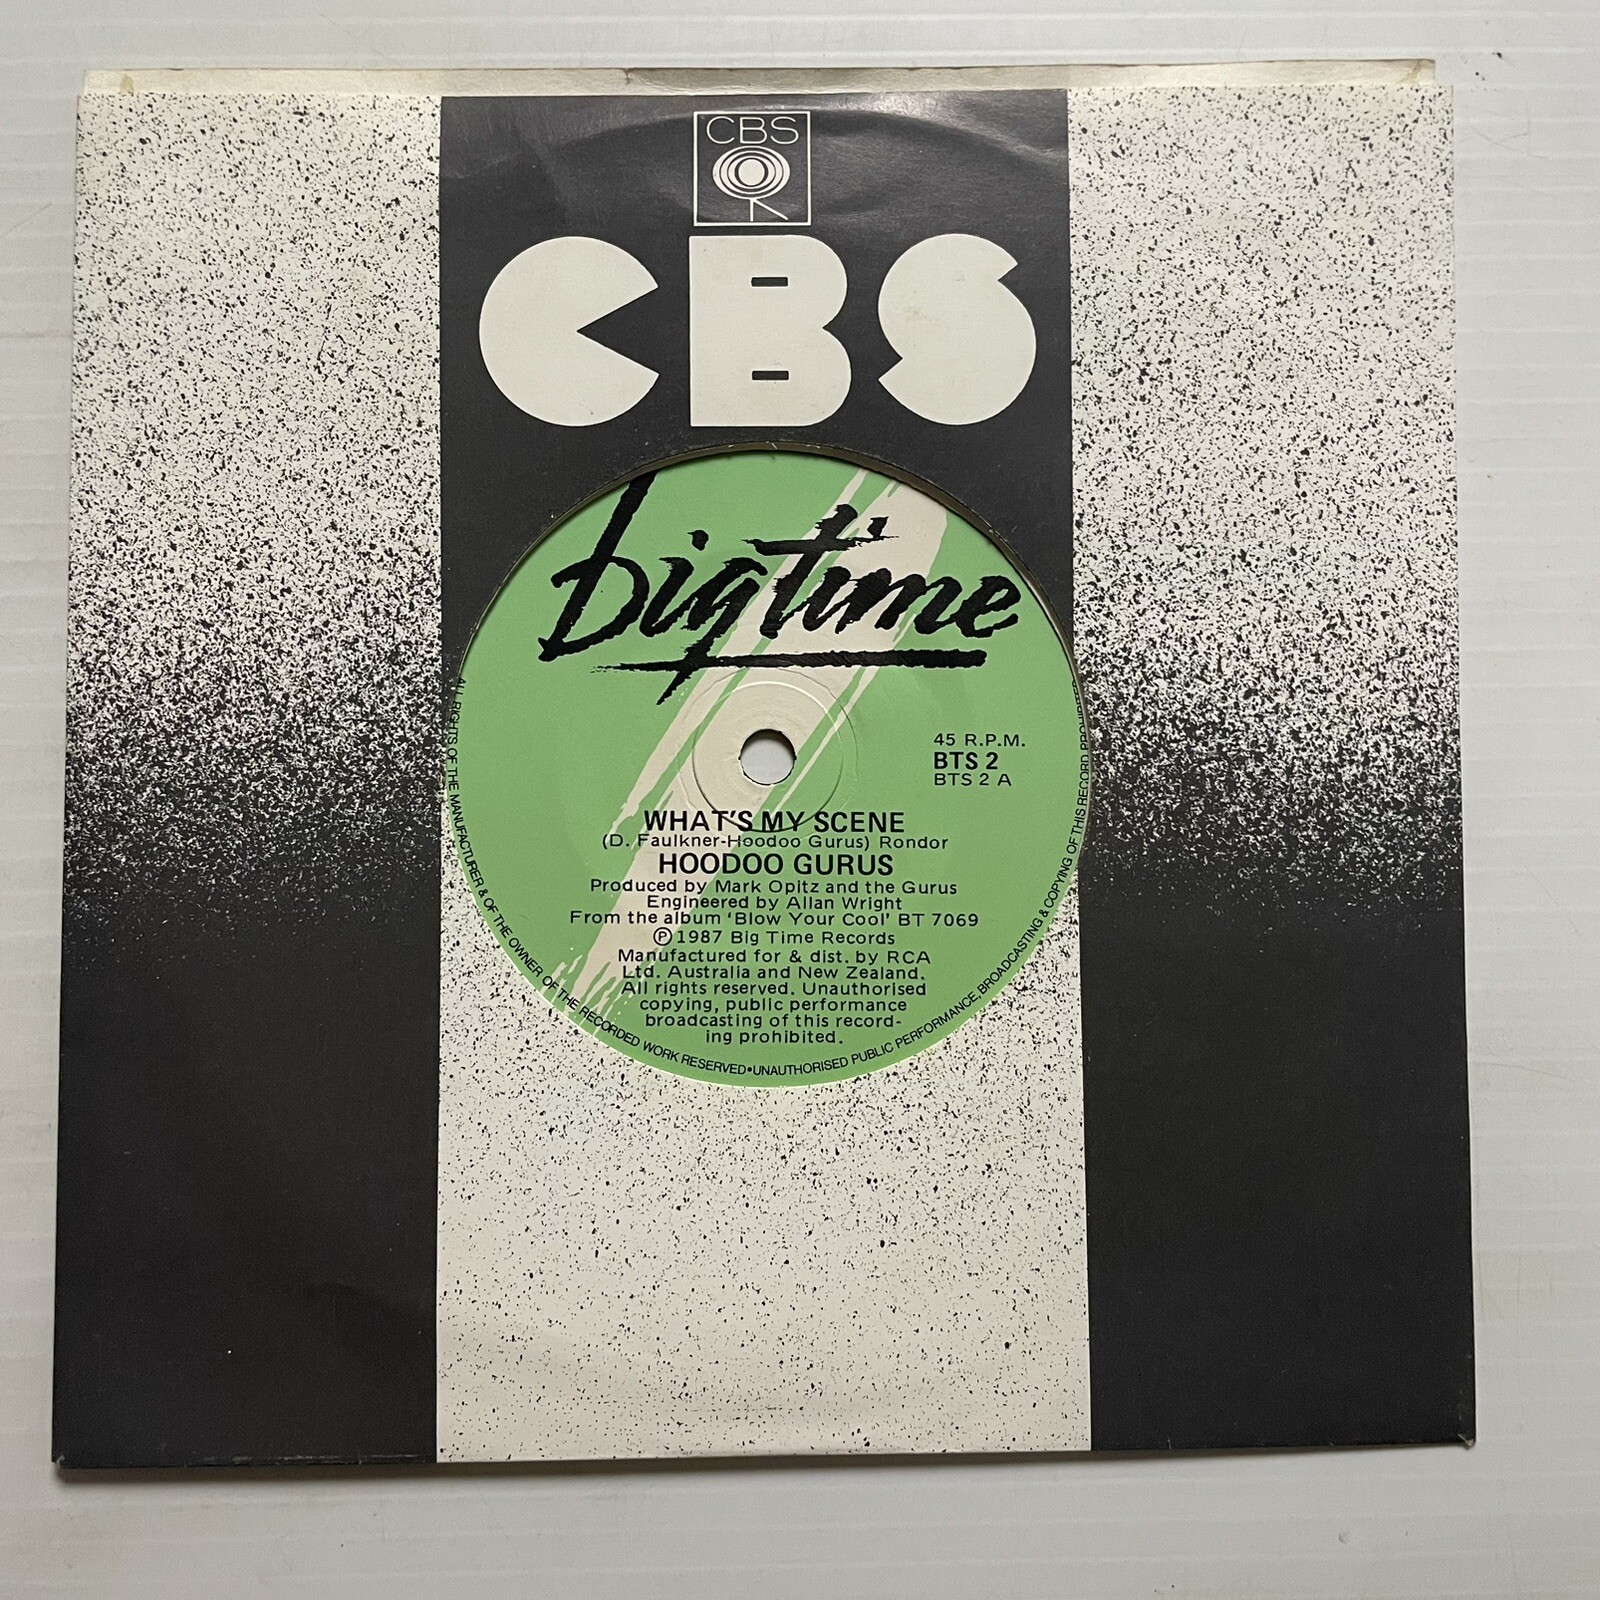 CBS
CBS
bigtime
45 R.P.M.
BTS 2
BTS 2 A
WHAT'S MY SCENE
(D. Faulkner-Hoodoo Gurus) Rondor
HOODOO GURUS
Produced by Mark Opitz and the Gurus
Engineered by Allan Wright
From the album 'Blow Your Cool' BT 7069
Ⓟ 1987 Big Time Records
Manufactured for & dist. by RCA
Ltd. Australia and New Zealand.
All rights reserved. Unauthorised
copying, public performance
broadcasting of this record-
ing prohibited.
ALL RIGHTS OF THE MANUFACTURER & OF THE OWNER OF THE RECORDED WORK RESERVED•UNAUTHORISED PUBLIC PERFORMANCE, BROADCASTING & COPYING OF THIS RECORD PROHIBITED